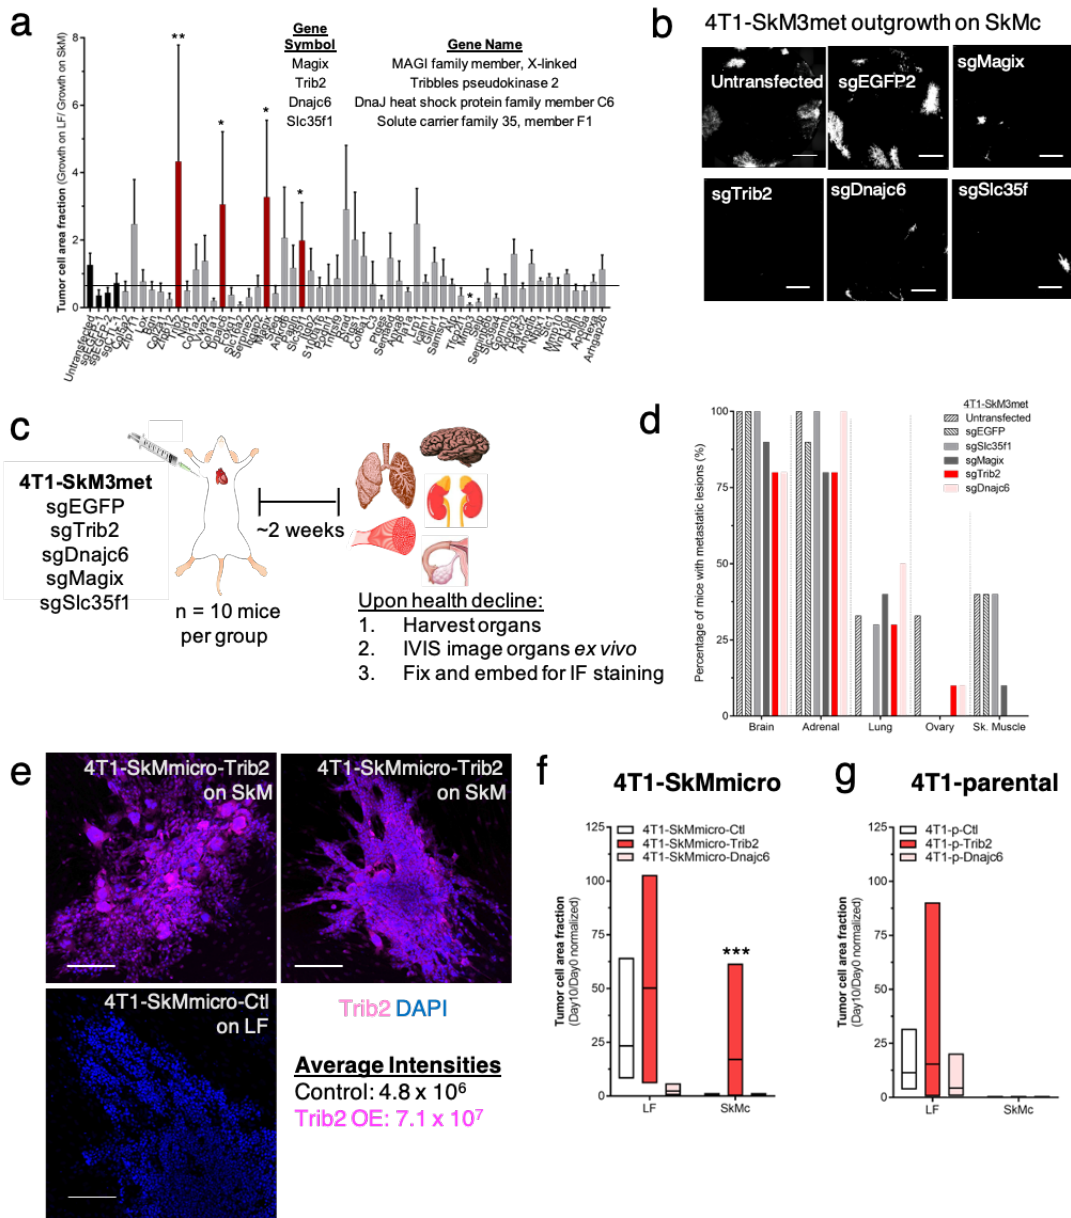 a
Gene
Symbol
Gene Name
Magix
MAGI family member, X-linked
Trib2
Tribbles pseudokinase 2
Dnajc6
DnaJ heat shock protein family member C6
Slc35f1
Solute carrier family 35, member F1
Tumor cell area fraction (Growth on LF/ Growth on SkM)
8
6
4
2
0
**
*
*
*
*
Untransfected
Trib2
Dnajc6
Magix
Slc35f1
C3
Mmp3
Arhgap26
b
4T1-SkM3met outgrowth on SkMc
Untransfected
sgEGFP2
sgMagix
sgTrib2
sgDnajc6
sgSlc35f
c
4T1-SkM3met
sgEGFP
sgTrib2
sgDnajc6
sgMagix
sgSlc35f1
n = 10 mice
per group
~2 weeks
Upon health decline:
1. Harvest organs
2. IVIS image organs ex vivo
3. Fix and embed for IF staining
d
4T1-SkM3met
Untransfected
sgEGFP
sgSlc35f1
sgMagix
sgTrib2
sgDnajc6
Percentage of mice with metastatic lesions (%)
100
75
50
25
0
Brain
Adrenal
Lung
Ovary
Sk. Muscle
e
4T1-SkMmicro-Trib2
on SkM
4T1-SkMmicro-Trib2
on SkM
4T1-SkMmicro-Ctl
on LF
Trib2 DAPI
Average Intensities
Control: 4.8 x 10⁶
Trib2 OE: 7.1 x 10⁷
f
4T1-SkMmicro
4T1-SkMmicro-Ctl
4T1-SkMmicro-Trib2
4T1-SkMmicro-Dnajc6
Tumor cell area fraction
(Day10/Day0 normalized)
125
100
75
50
25
0
***
LF
SkMc
g
4T1-parental
4T1-p-Ctl
4T1-p-Trib2
4T1-p-Dnajc6
Tumor cell area fraction
(Day10/Day0 normalized)
125
100
75
50
25
0
LF
SkMc